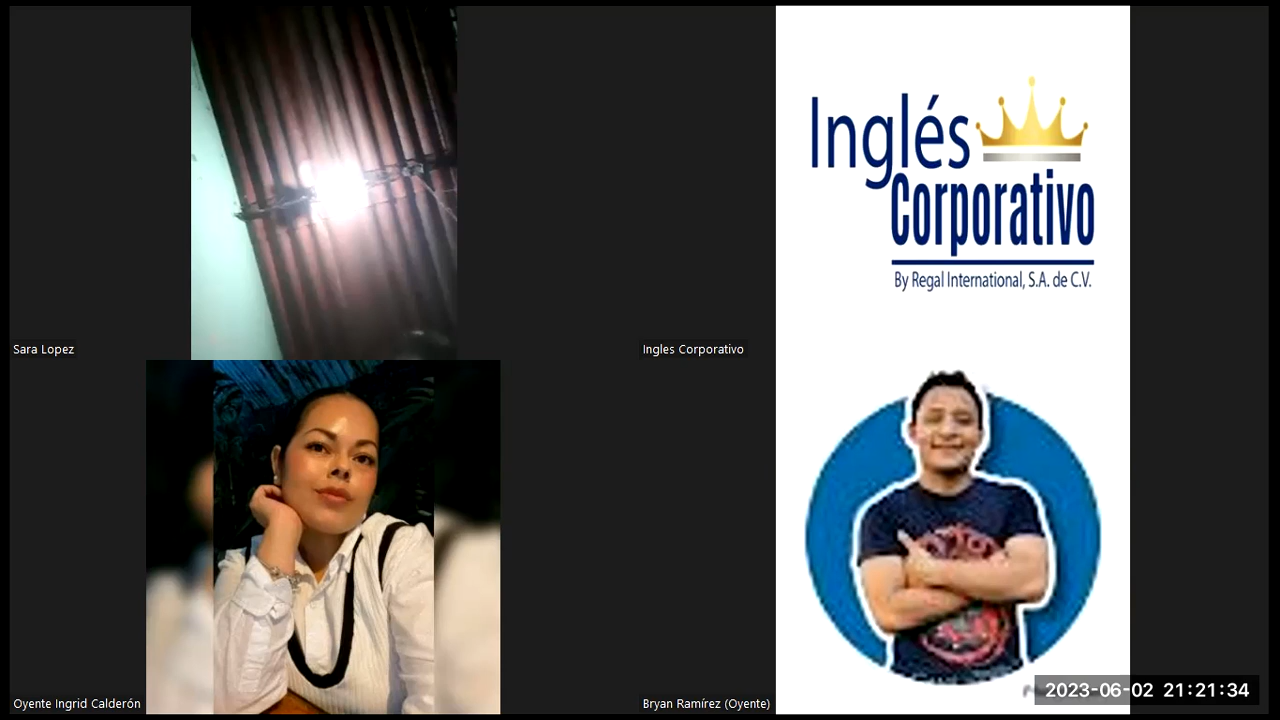 Inglés
Corporativo
By Regal International, S.A. de C.V.
Sara Lopez
Ingles Corporativo
Oyente Ingrid Calderón
Bryan Ramírez (Oyente)
2023-06-02 21:21:34